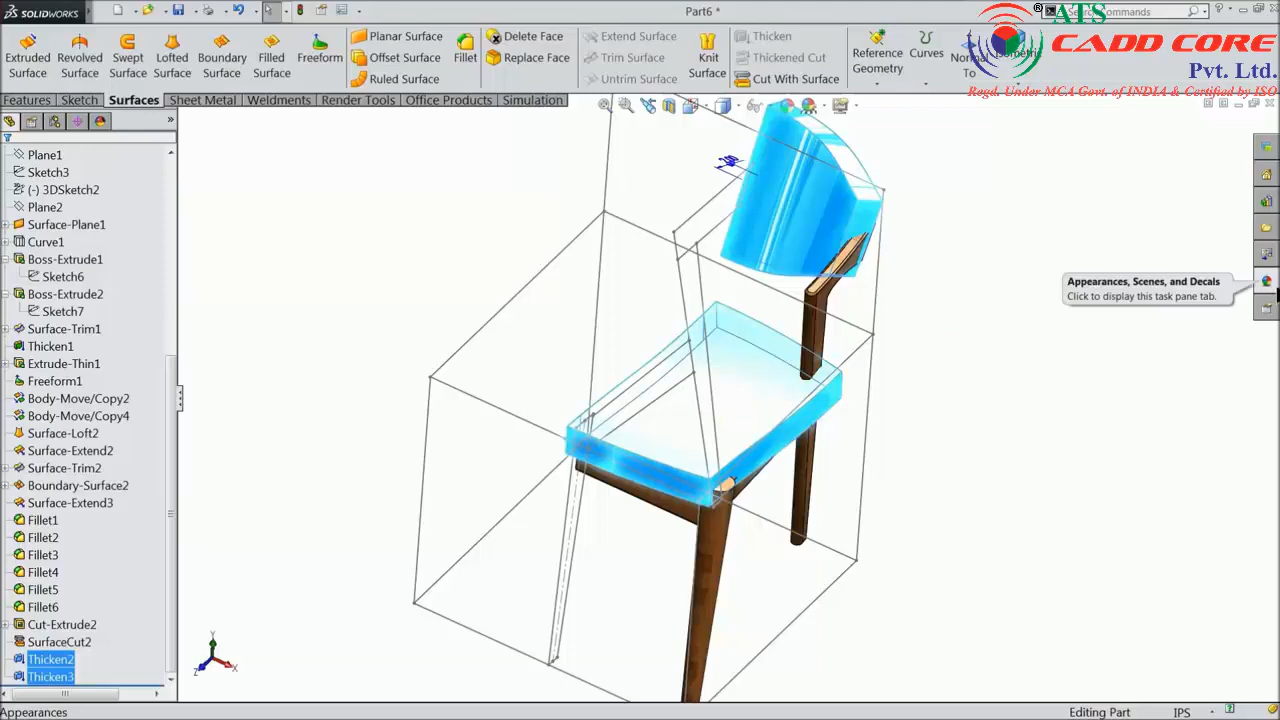 SOLIDWORKS
Part6 *
ATS
CADD CORE
Pvt. Ltd.
Regd. Under MCA Govt. of INDIA & Certified by ISO
Extruded Surface
Revolved Surface
Swept Surface
Lofted Surface
Boundary Surface
Filled Surface
Freeform
Planar Surface
Offset Surface
Ruled Surface
Fillet
Delete Face
Replace Face
Extend Surface
Trim Surface
Untrim Surface
Knit Surface
Thicken
Thickened Cut
Cut With Surface
Reference Geometry
Curves
Normal To
Features
Sketch
Surfaces
Sheet Metal
Weldments
Render Tools
Office Products
Simulation
Plane1
Sketch3
(-) 3DSketch2
Plane2
Surface-Plane1
Curve1
Boss-Extrude1
Sketch6
Boss-Extrude2
Sketch7
Surface-Trim1
Thicken1
Extrude-Thin1
Freeform1
Body-Move/Copy2
Body-Move/Copy4
Surface-Loft2
Surface-Extend2
Surface-Trim2
Boundary-Surface2
Surface-Extend3
Fillet1
Fillet2
Fillet3
Fillet4
Fillet5
Fillet6
Cut-Extrude2
SurfaceCut2
Thicken2
Thicken3
Appearances, Scenes, and Decals
Click to display this task pane tab.
Y
Z
X
Appearances
Editing Part
IPS